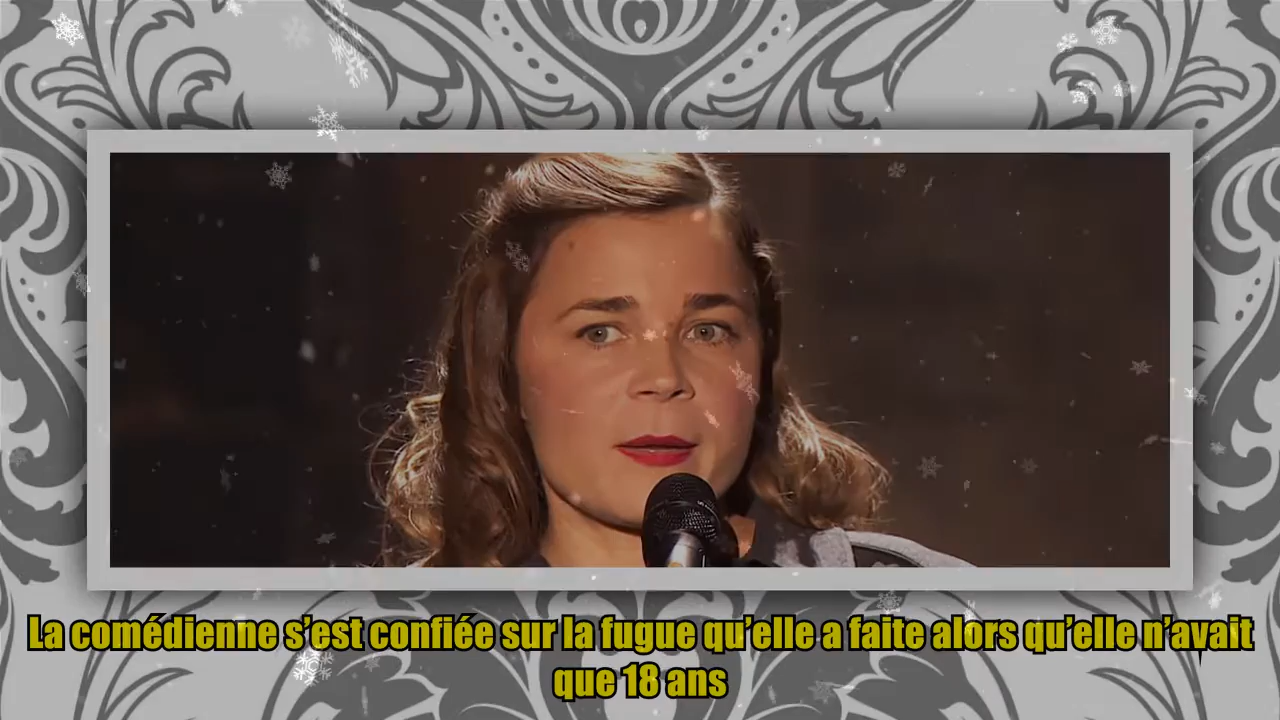 La comédienne s’est confiée sur la fugue qu’elle a faite alors qu’elle n’avait
que 18 ans